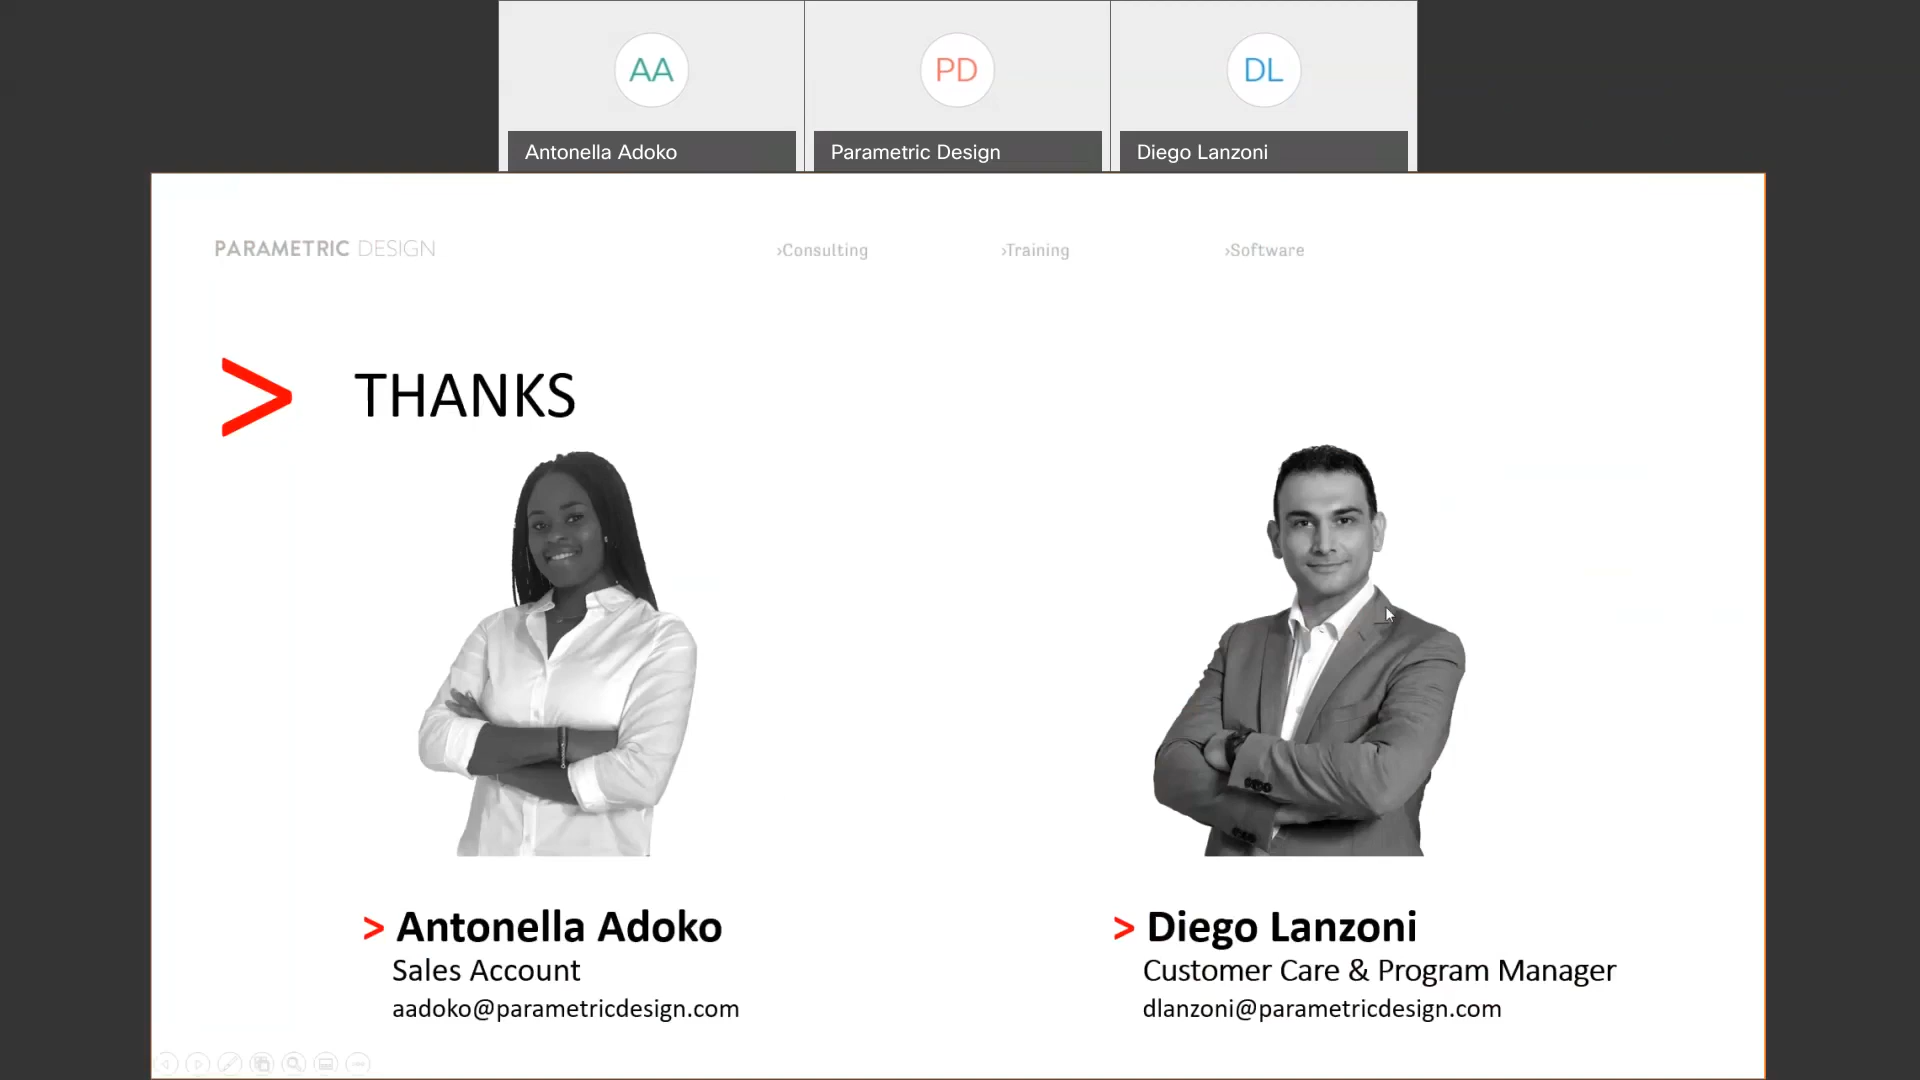 AA
PD
DL
Antonella Adoko
Parametric Design
Diego Lanzoni
PARAMETRIC DESIGN
›Consulting
›Training
›Software
> THANKS
> Antonella Adoko
Sales Account
aadoko@parametricdesign.com
> Diego Lanzoni
Customer Care & Program Manager
dlanzoni@parametricdesign.com